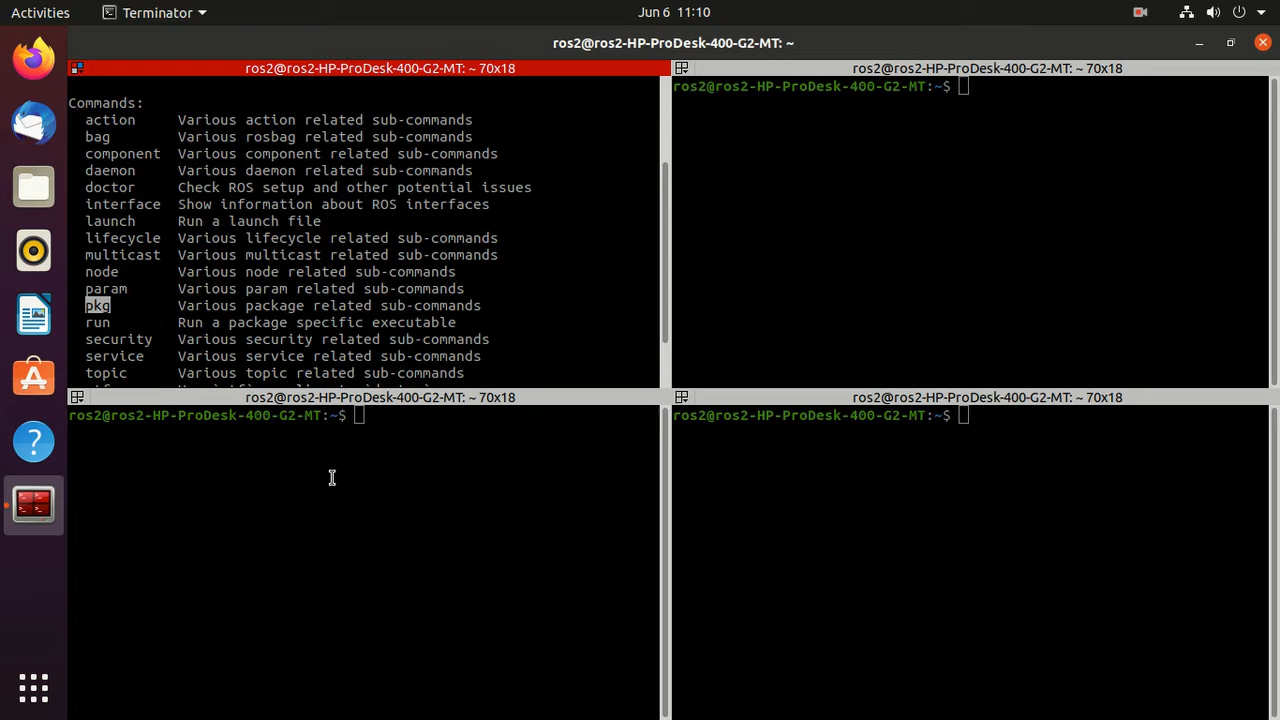 Activities
Terminator
Jun 6 11:10
ros2@ros2-HP-ProDesk-400-G2-MT: ~
ros2@ros2-HP-ProDesk-400-G2-MT: ~ 70x18
Commands:
action Various action related sub-commands
bag Various rosbag related sub-commands
component Various component related sub-commands
daemon Various daemon related sub-commands
doctor Check ROS setup and other potential issues
interface Show information about ROS interfaces
launch Run a launch file
lifecycle Various lifecycle related sub-commands
multicast Various multicast related sub-commands
node Various node related sub-commands
param Various param related sub-commands
pkg Various package related sub-commands
run Run a package specific executable
security Various security related sub-commands
service Various service related sub-commands
topic Various topic related sub-commands
ros2@ros2-HP-ProDesk-400-G2-MT: ~ 70x18
ros2@ros2-HP-ProDesk-400-G2-MT:~$
ros2@ros2-HP-ProDesk-400-G2-MT: ~ 70x18
ros2@ros2-HP-ProDesk-400-G2-MT:~$
ros2@ros2-HP-ProDesk-400-G2-MT: ~ 70x18
ros2@ros2-HP-ProDesk-400-G2-MT:~$